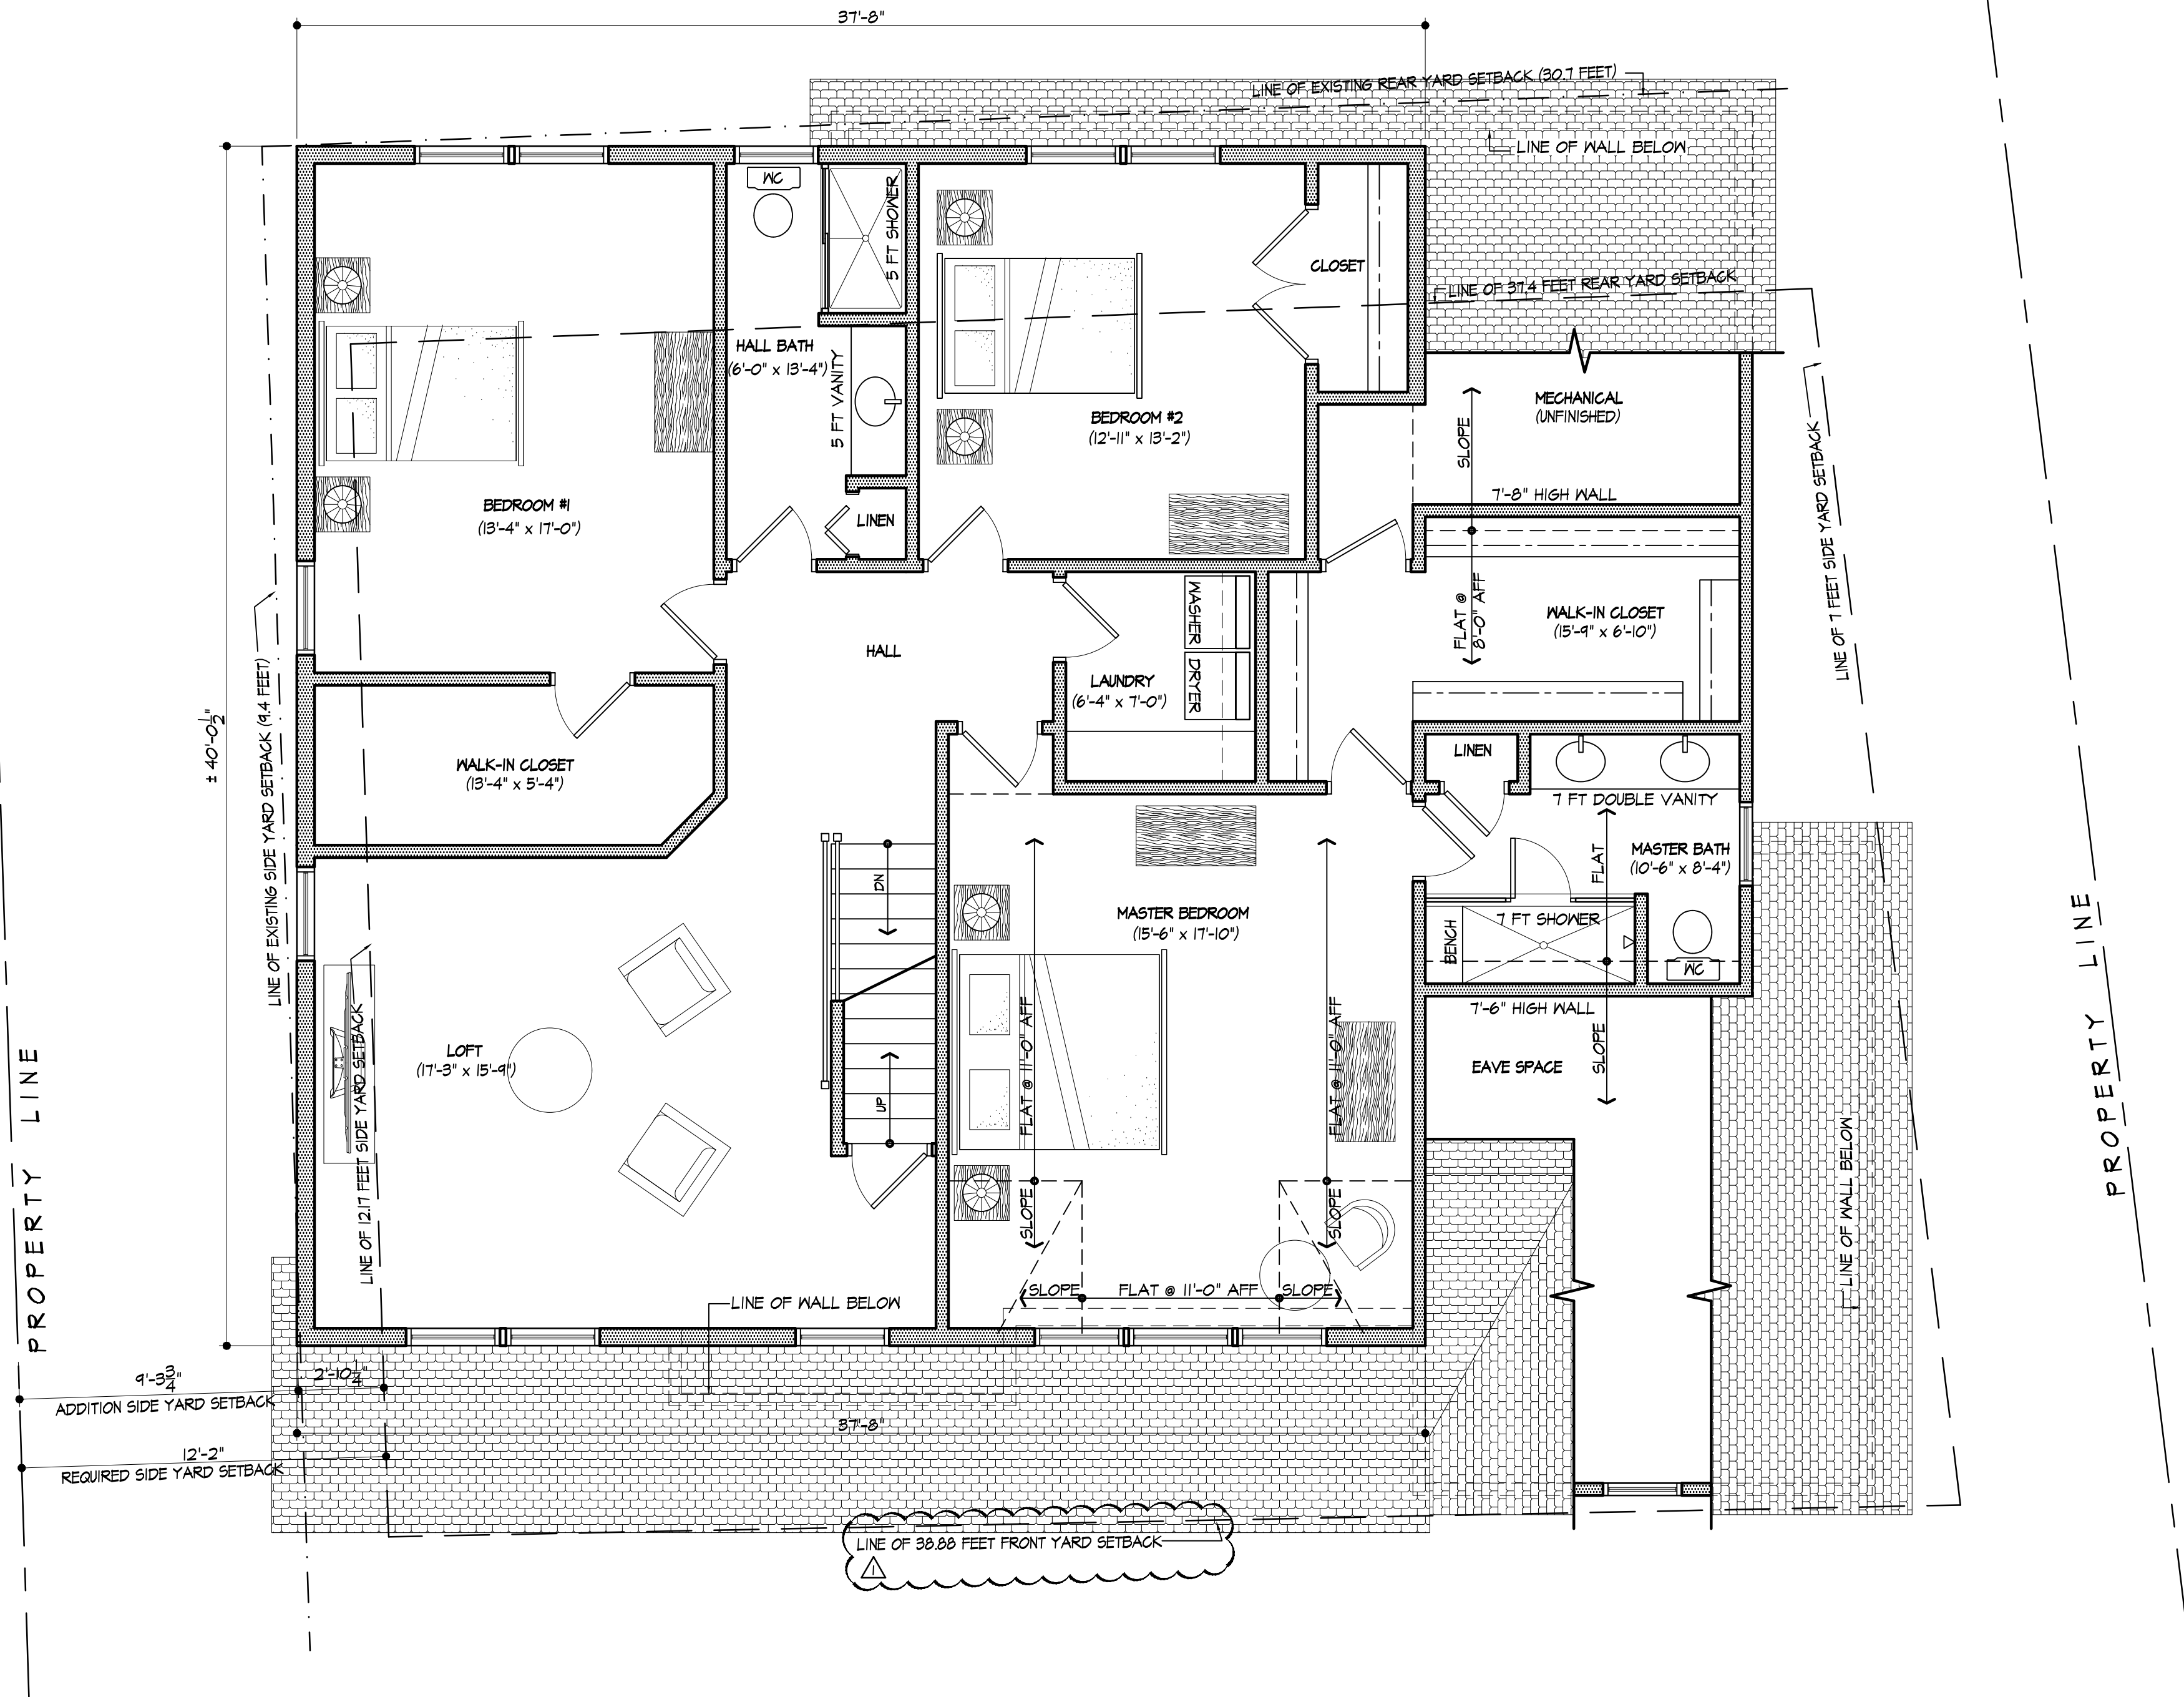 37'-8"
LINE OF EXISTING REAR YARD SETBACK (30.7 FEET)
LINE OF WALL BELOW
WC
5 FT SHOWER
CLOSET
LINE OF 37.4 FEET REAR YARD SETBACK
HALL BATH
(6'-0" x 13'-4")
5 FT VANITY
MECHANICAL
(UNFINISHED)
BEDROOM #2
(12'-11" x 13'-2")
SLOPE
7'-8" HIGH WALL
BEDROOM #1
(13'-4" x 17'-0")
LINEN
LINE OF 7 FEET SIDE YARD SETBACK
WASHER
FLAT @
8'-0" AFF
WALK-IN CLOSET
(15'-9" x 6'-10")
HALL
LAUNDRY
(6'-4" x 7'-0")
DRYER
± 40'-0 1/2"
LINE OF EXISTING SIDE YARD SETBACK (9.4 FEET)
WALK-IN CLOSET
(13'-4" x 5'-4")
LINEN
7 FT DOUBLE VANITY
DN
FLAT
MASTER BATH
(10'-6" x 8'-4")
MASTER BEDROOM
(15'-6" x 17'-10")
7 FT SHOWER
BENCH
WC
7'-6" HIGH WALL
PROPERTY LINE
PROPERTY LINE
LINE OF 12.17 FEET SIDE YARD SETBACK
LOFT
(17'-3" x 15'-9")
FLAT @ 11'-0" AFF
FLAT @ 11'-0" AFF
SLOPE
EAVE SPACE
UP
SLOPE
SLOPE
LINE OF WALL BELOW
SLOPE
FLAT @ 11'-0" AFF
SLOPE
LINE OF WALL BELOW
9'-3 3/4"
2'-10 1/4"
ADDITION SIDE YARD SETBACK
37'-8"
12'-2"
REQUIRED SIDE YARD SETBACK
LINE OF 38.88 FEET FRONT YARD SETBACK
1